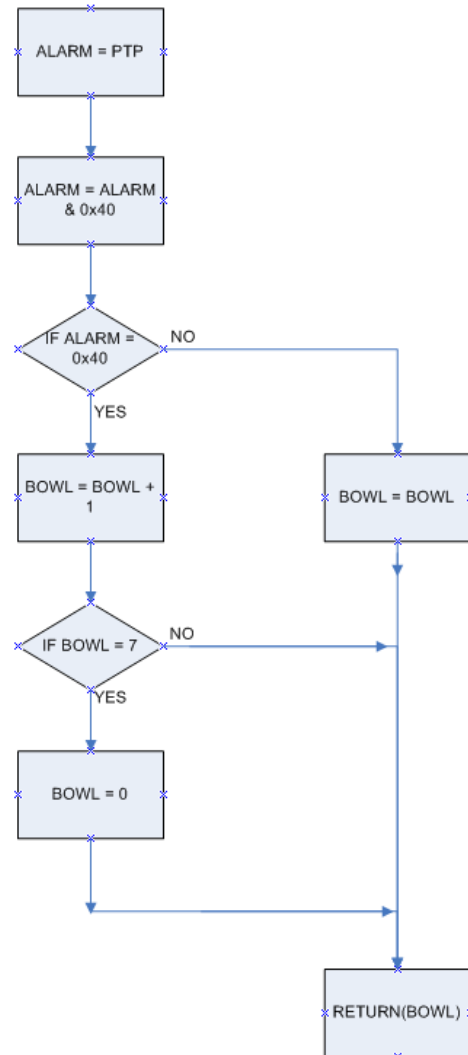 ALARM = PTP
ALARM = ALARM
& 0x40
IF ALARM =
0x40
NO
YES
BOWL = BOWL +
1
BOWL = BOWL
IF BOWL = 7
NO
YES
BOWL = 0
RETURN(BOWL)